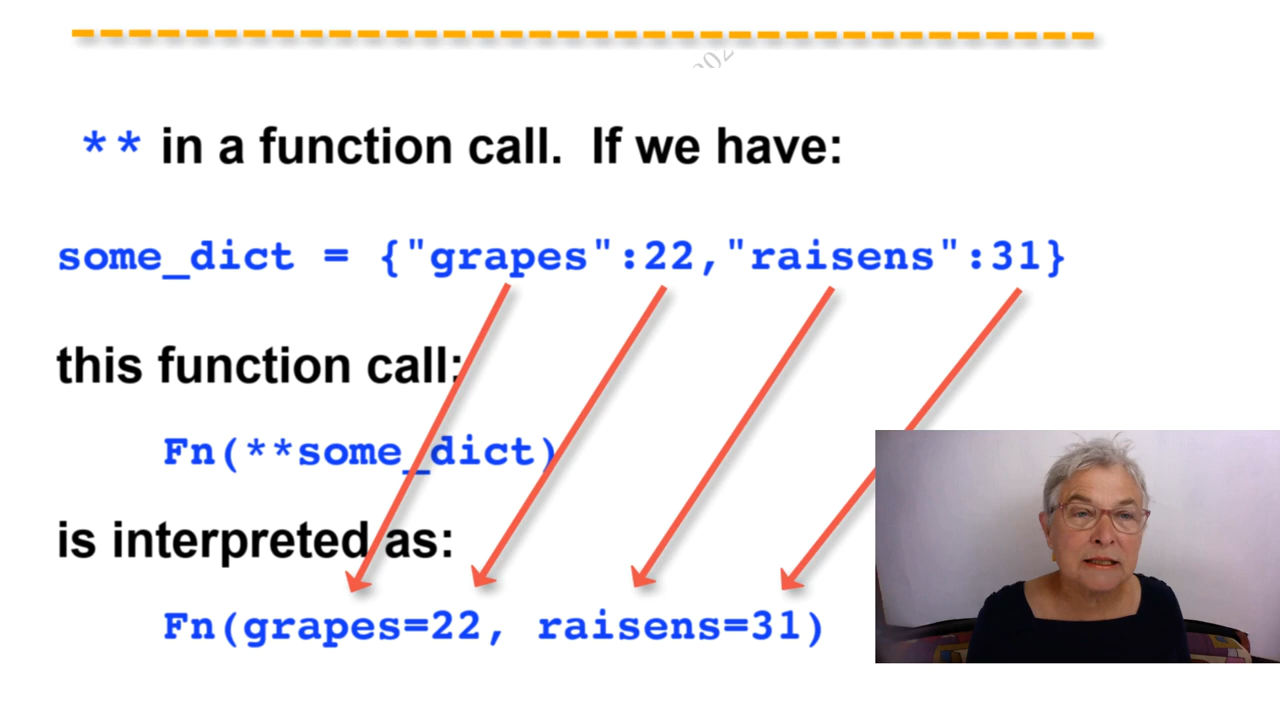 ** in a function call. If we have:
some_dict = {"grapes":22,"raisens":31}
this function call:
Fn(**some_dict)
is interpreted as:
Fn(grapes=22, raisens=31)